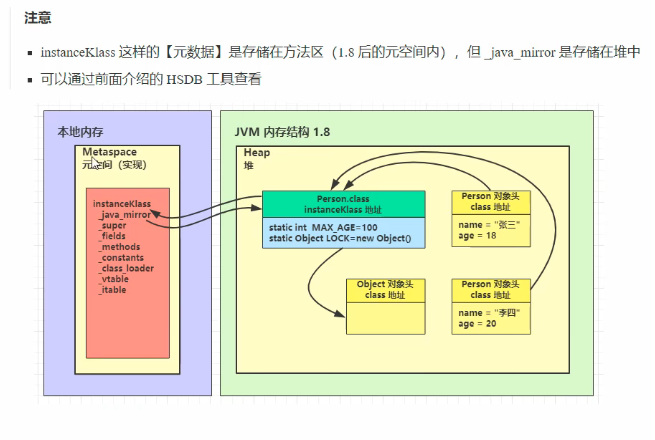 注意
instanceKlass 这样的【元数据】是存储在方法区（1.8 后的元空间内），但 _java_mirror 是存储在堆中
可以通过前面介绍的 HSDB 工具查看
本地内存
Metaspace
元空间（实现）
instanceKlass
_java_mirror
_super
_fields
_methods
_constants
_class_loader
_vtable
_itable
JVM 内存结构 1.8
Heap
堆
Person.class
instanceKlass 地址
static int MAX_AGE=100
static Object LOCK=new Object()
Person 对象头
class 地址
name = "张三"
age = 18
Object 对象头
class 地址
Person 对象头
class 地址
name = "李四"
age = 20